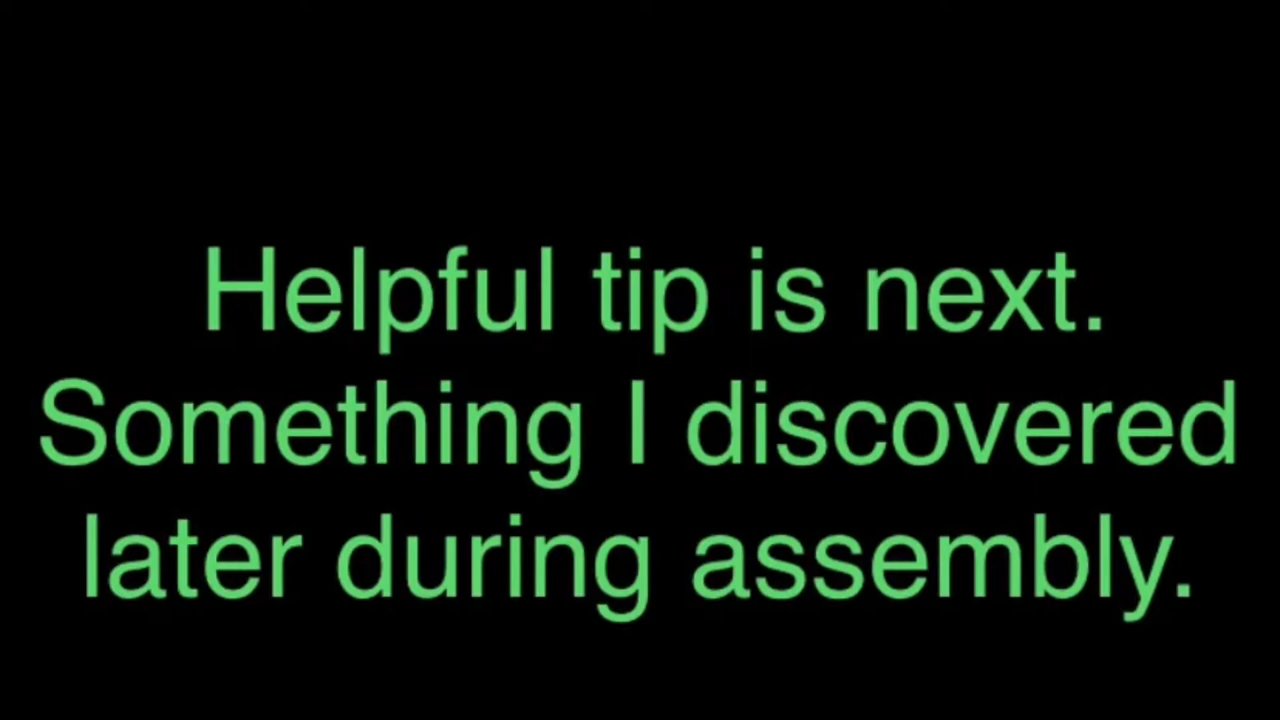 Helpful tip is next.
Something I discovered
later during assembly.